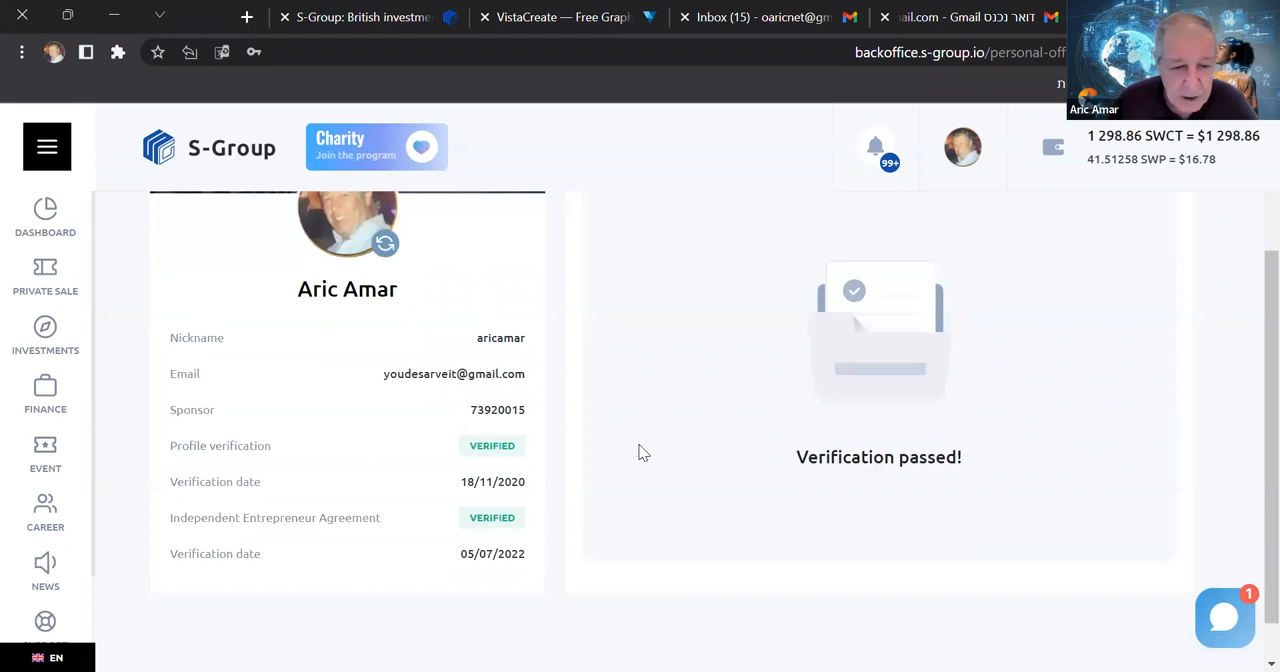 S-Group: British investme
VistaCreate — Free Graph
Inbox (15) - oaricnet@gm
דואר נכנס ail.com - Gmail
backoffice.s-group.io/personal-off
ת
Aric Amar
S-Group
Charity
Join the program
99+
1 298.86 SWCT = $1 298.86
41.51258 SWP = $16.78
DASHBOARD
PRIVATE SALE
INVESTMENTS
FINANCE
EVENT
CAREER
NEWS
EN
Aric Amar
Nickname aricamar
Email youdesarveit@gmail.com
Sponsor 73920015
Profile verification VERIFIED
Verification date 18/11/2020
Independent Entrepreneur Agreement VERIFIED
Verification date 05/07/2022
Verification passed!
1